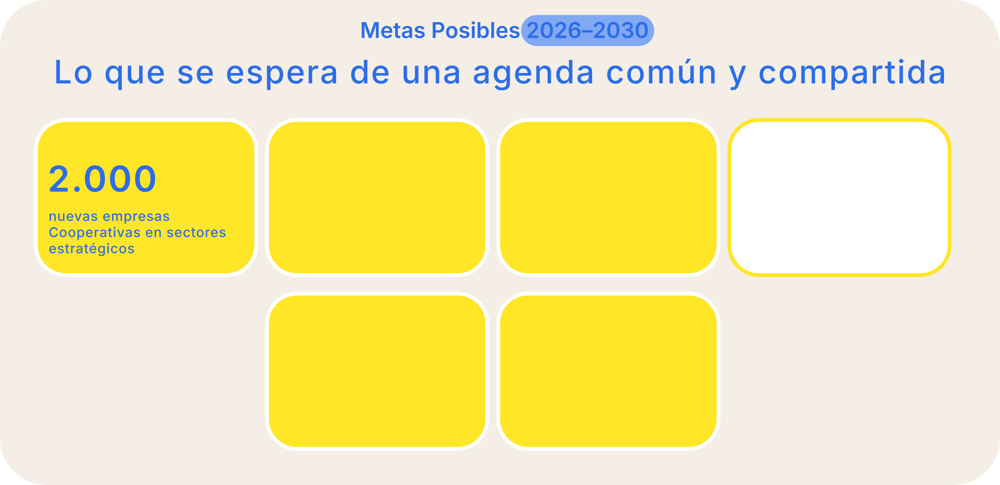 Metas Posibles 2026–2030
Lo que se espera de una agenda común y compartida
2.000
nuevas empresas
Cooperativas en sectores
estratégicos